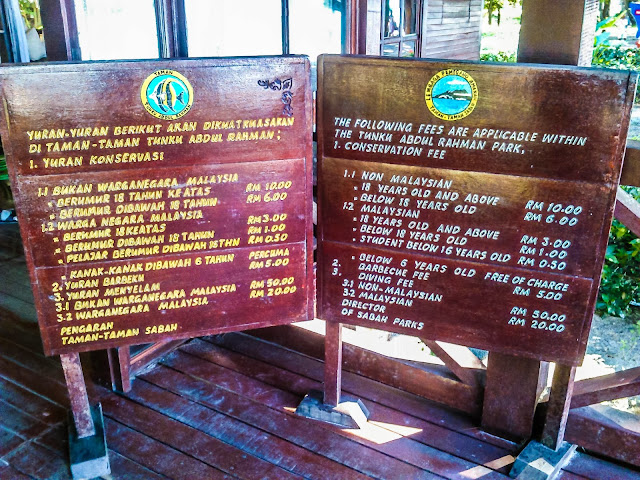 TAMAN
YURAN-YURAN BERIKUT AKAN DIKUATKUASAKAN
DI TAMAN-TAMAN TUNKU ABDUL RAHMAN;
1. YURAN KONSERVASI
1.1 BUKAN WARGANEGARA MALAYSIA
* BERUMUR 18 TAHUN KEATAS RM 10.00
* BERUMUR DIBAWAH 18 TAHUN RM 6.00
1.2 WARGA NEGARA MALAYSIA
* BERUMUR 18 KEATAS RM 3.00
BERUMUR DIBAWAH 18 TAHUN RM 1.00
* PELAJAR BERUMUR DIBAWAH 16 THN RM 0.50
* KANAK-KANAK DIBAWAH 6 TAHUN PERCUMA
2. YURAN BARBEKU RM 5.00
3. YURAN MENYELAM
3.1 BUKAN WARGANEGARA MALAYSIA RM 50.00
3.2 WARGANEGARA MALAYSIA RM 20.00
PENGARAH
TAMAN-TAMAN SABAH
THE FOLLOWING FEES ARE APPLICABLE WITHIN
THE TUNKU ABDUL RAHMAN PARK,
1. CONSERVATION FEE
1.1 NON MALAYSIAN
* 18 YEARS OLD AND ABOVE RM 10.00
* BELOW 18 YEARS OLD RM 6.00
1.2 MALAYSIAN
* 18 YEARS OLD AND ABOVE RM 3.00
* BELOW 18 YEARS OLD RM 1.00
STUDENT BELOW 16 YEARS OLD RM 0.50
* BELOW 6 YEARS OLD FREE OF CHARGE
2. BARBECUE FEE RM 5.00
3. DIVING FEE
3.1 NON-MALAYSIAN RM 50.00
3.2 MALAYSIAN RM 20.00
DIRECTOR
OF SABAH PARKS